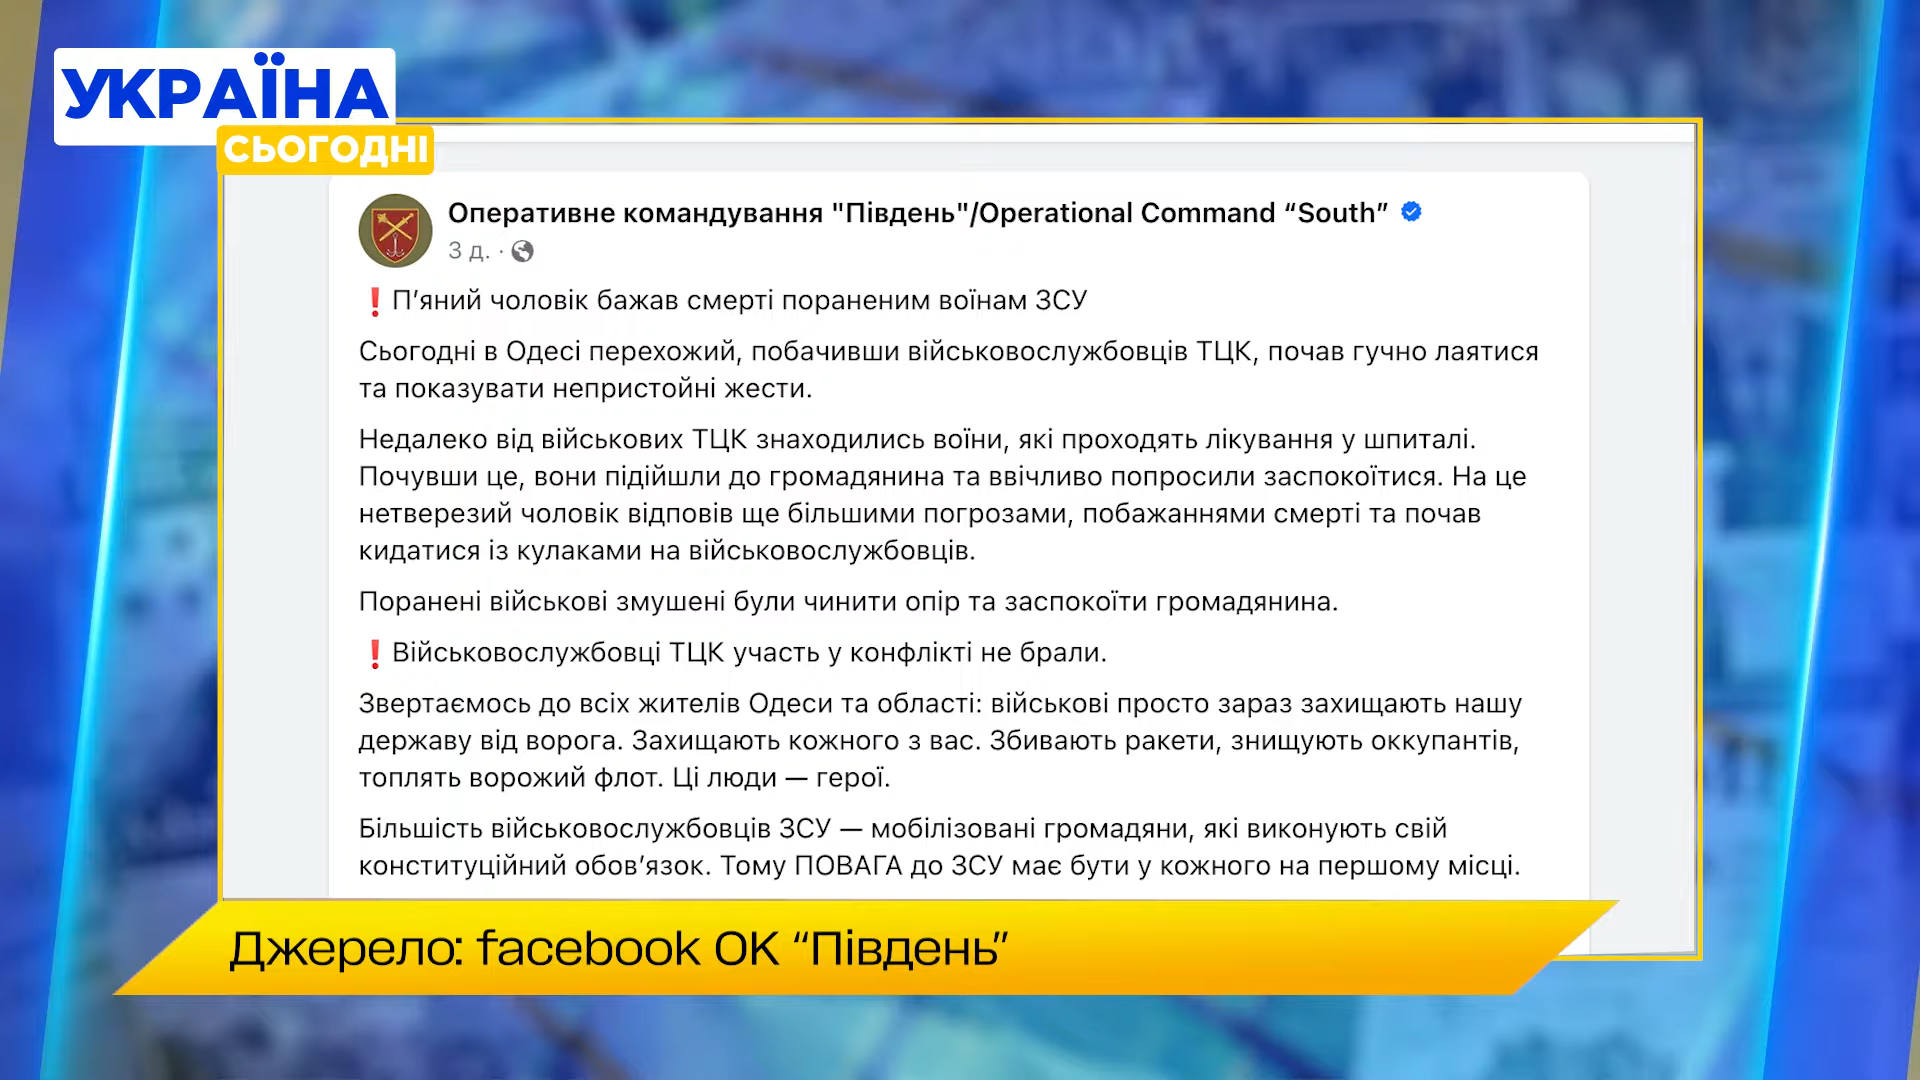 УКРАЇНА
СЬОГОДНІ
Оперативне командування "Південь"/Operational Command “South”
3 д. ·
❗П’яний чоловік бажав смерті пораненим воїнам ЗСУ
Сьогодні в Одесі перехожий, побачивши військовослужбовців ТЦК, почав гучно лаятися
та показувати непристойні жести.
Недалеко від військових ТЦК знаходились воїни, які проходять лікування у шпиталі.
Почувши це, вони підійшли до громадянина та ввічливо попросили заспокоїтися. На це
нетверезий чоловік відповів ще більшими погрозами, побажаннями смерті та почав
кидатися із кулаками на військовослужбовців.
Поранені військові змушені були чинити опір та заспокоїти громадянина.
❗Військовослужбовці ТЦК участь у конфлікті не брали.
Звертаємось до всіх жителів Одеси та області: військові просто зараз захищають нашу
державу від ворога. Захищають кожного з вас. Збивають ракети, знищують оккупантів,
топлять ворожий флот. Ці люди — герої.
Більшість військовослужбовців ЗСУ — мобілізовані громадяни, які виконують свій
конституційний обов’язок. Тому ПОВАГА до ЗСУ має бути у кожного на першому місці.
Джерело: facebook ОК “Південь”